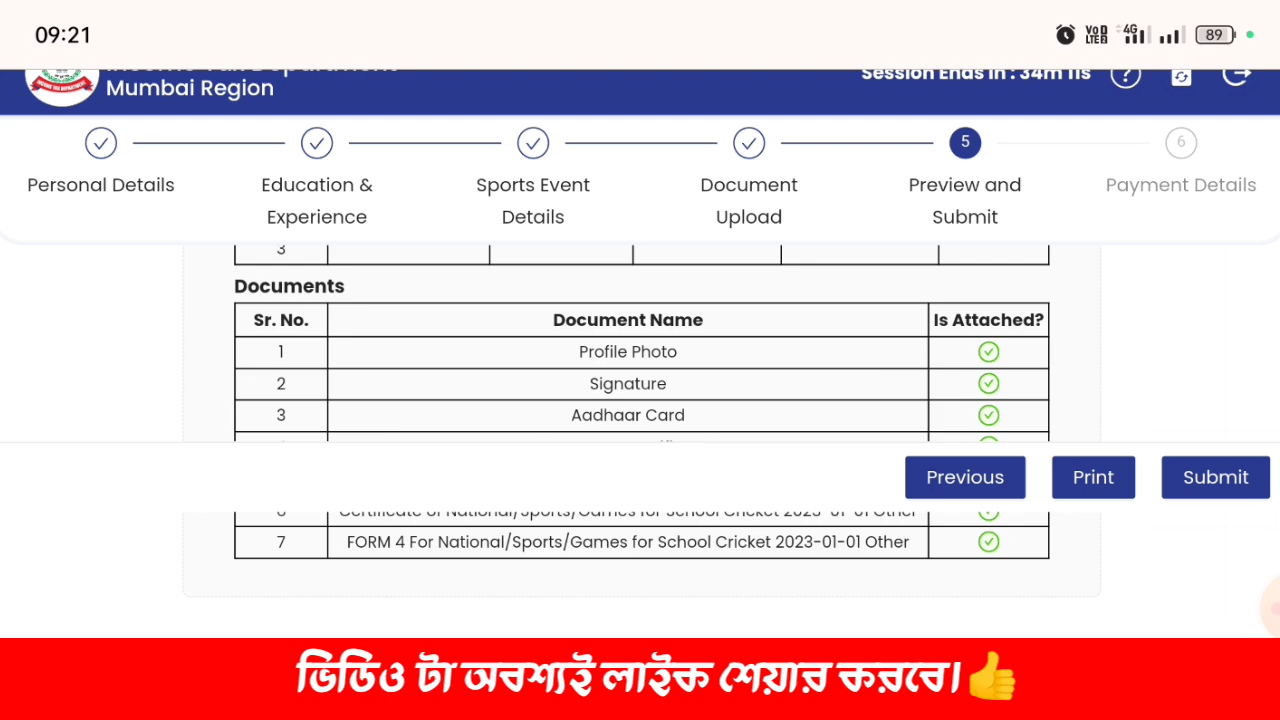 09:21
VoD LTE2 4G 89
Mumbai Region
Session Ends in : 34m 11s
5
6
Personal Details
Education & Experience
Sports Event Details
Document Upload
Preview and Submit
Payment Details
3
Documents
Sr. No. Document Name Is Attached?
1 Profile Photo
2 Signature
3 Aadhaar Card
Previous Print Submit
7 FORM 4 For National/Sports/Games for School Cricket 2023-01-01 Other
ভিডিও টা অবশ্যই লাইক শেয়ার করবে।